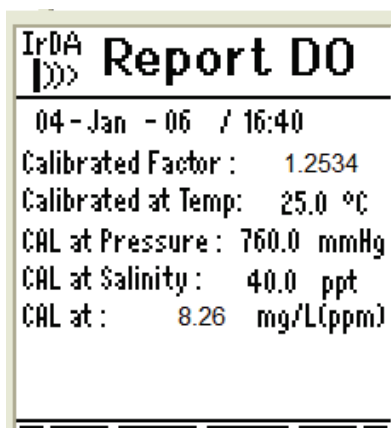 IrDA Report DO
04-Jan - 06 / 16:40
Calibrated Factor : 1.2534
Calibrated at Temp: 25.0 ºC
CAL at Pressure : 760.0 mmHg
CAL at Salinity : 40.0 ppt
CAL at : 8.26 mg/L(ppm)